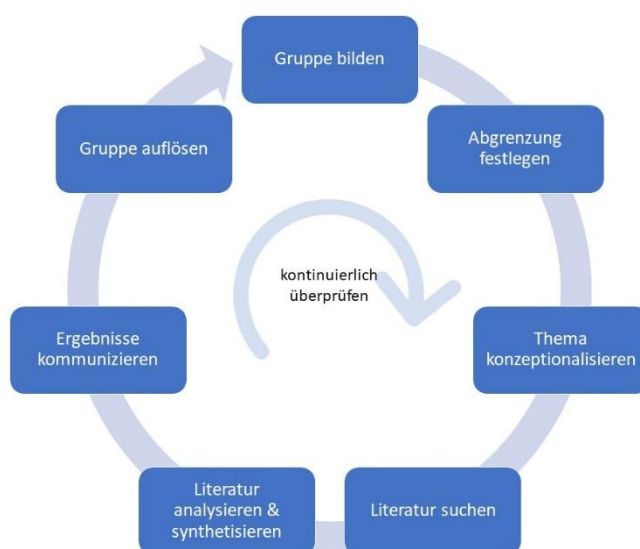 Gruppe bilden
Abgrenzung
festlegen
Thema
konzeptionalisieren
Literatur suchen
Literatur
analysieren &
synthetisieren
Ergebnisse
kommunizieren
Gruppe auflösen
kontinuierlich
überprüfen